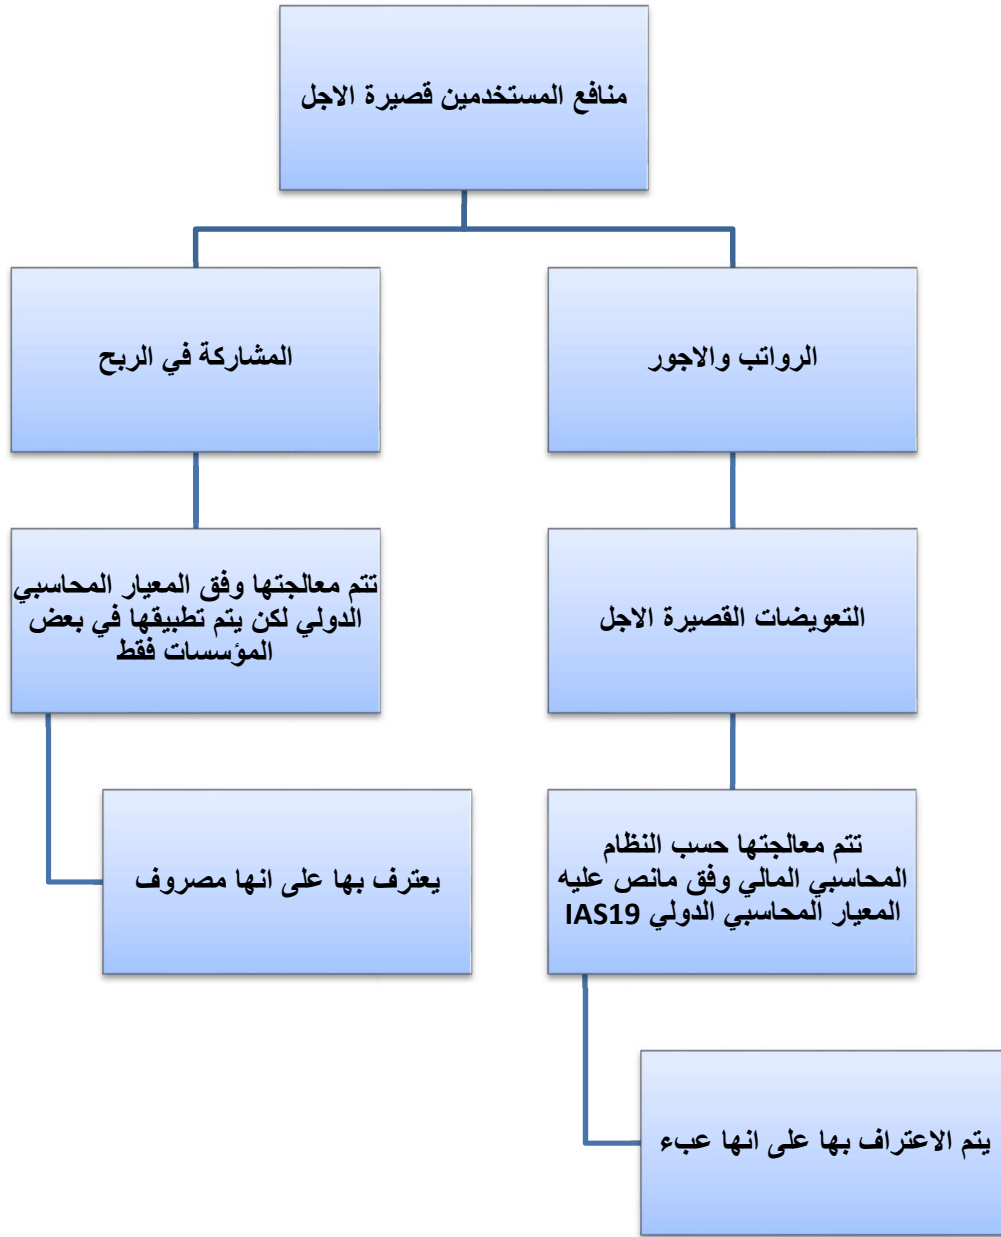 منافع المستخدمين قصيرة الاجل
الرواتب والاجور
المشاركة في الربح
التعويضات القصيرة الاجل
تتم معالجتها وفق المعيار المحاسبي
الدولي لكن يتم تطبيقها في بعض
المؤسسات فقط
تتم معالجتها حسب النظام
المحاسبي المالي وفق مانص عليه
المعيار المحاسبي الدولي IAS19
يعترف بها على انها مصروف
يتم الاعتراف بها على انها عبء